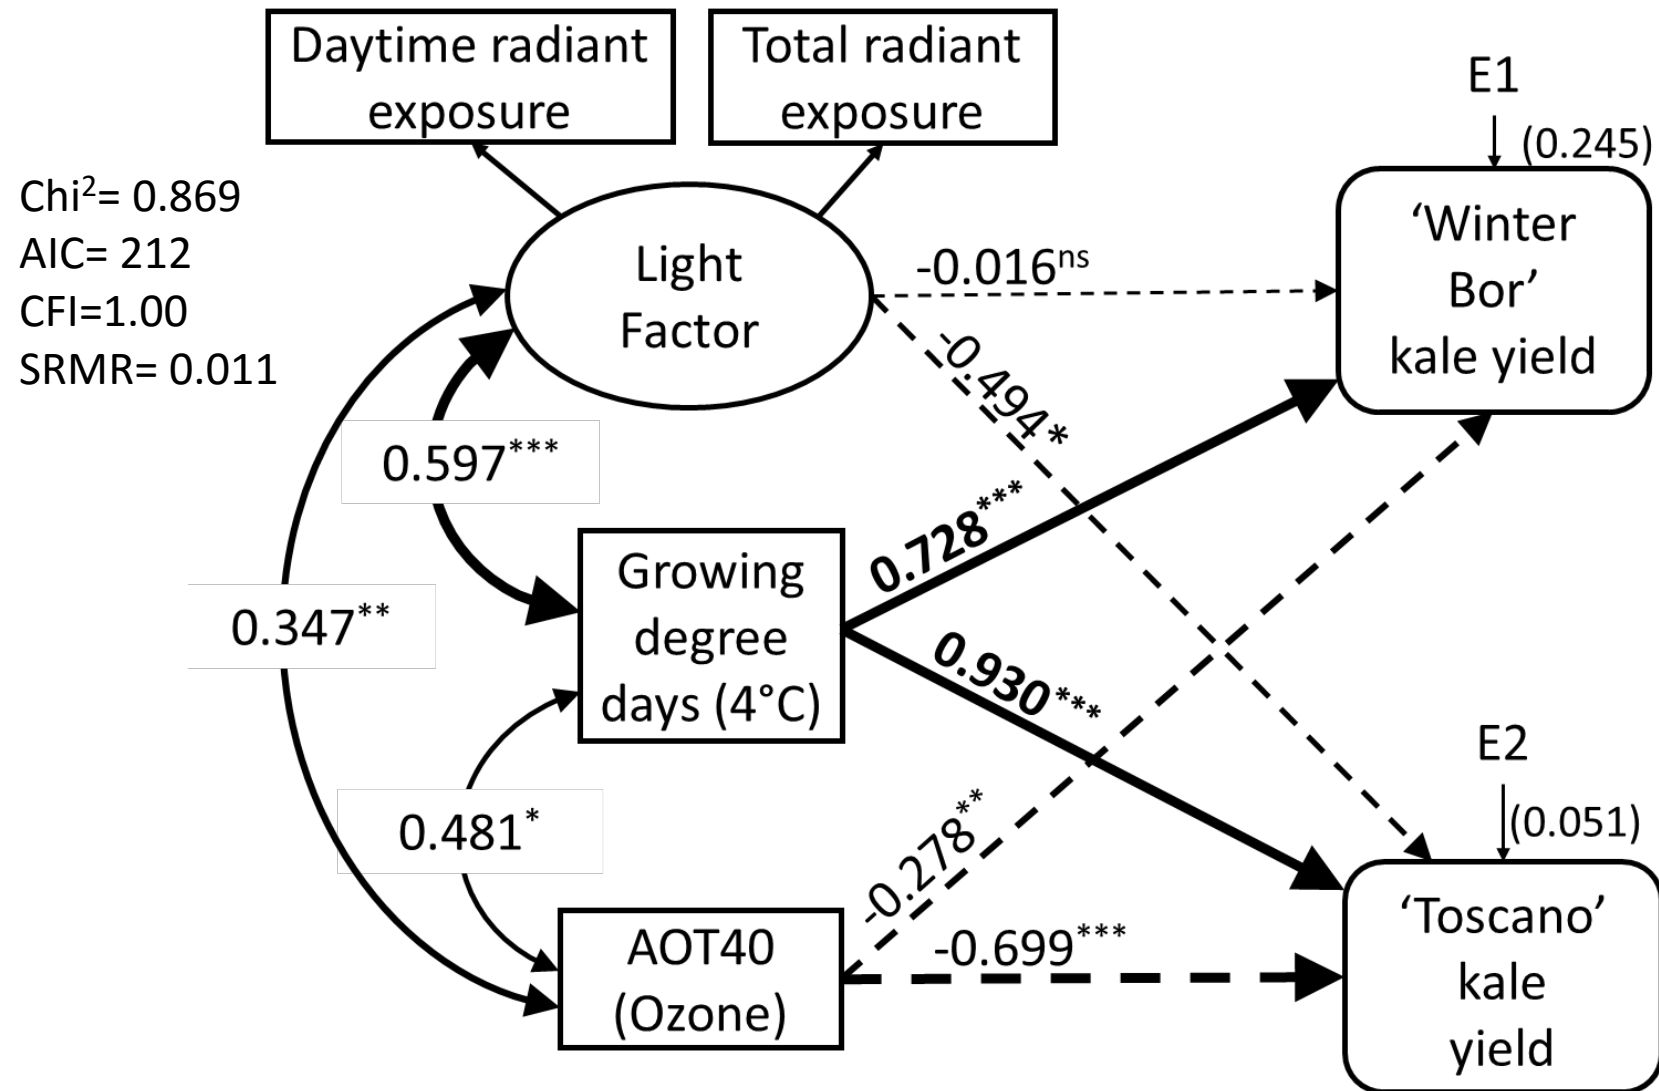 Daytime radiant
exposure
Total radiant
exposure
E1
(0.245)
Chi²= 0.869
AIC= 212
CFI=1.00
SRMR= 0.011
Light
Factor
-0.016ⁿˢ
‘Winter
Bor’
kale yield
-0.494*
0.597***
0.728***
Growing
degree
days (4°C)
0.347**
0.930***
E2
(0.051)
0.481*
-0.278**
AOT40
(Ozone)
-0.699***
‘Toscano’
kale
yield